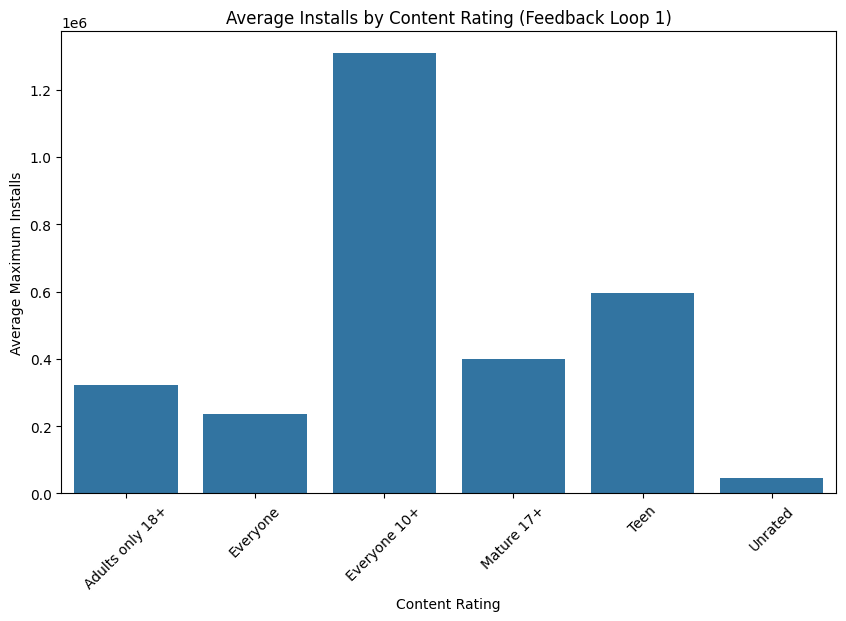 Average Installs by Content Rating (Feedback Loop 1)
1e6
1.2
1.0
0.8
0.6
0.4
0.2
0.0
Average Maximum Installs
Adults only 18+
Everyone
Everyone 10+
Mature 17+
Teen
Unrated
Content Rating